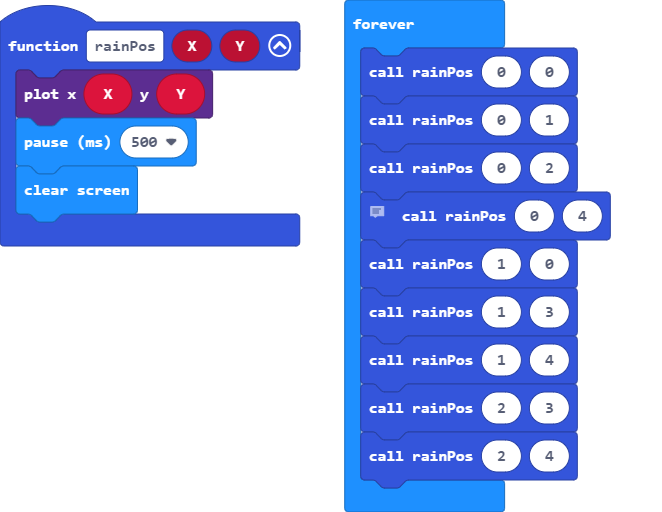 function rainPos X Y
plot x X y Y
pause (ms) 500
clear screen
forever
call rainPos 0 0
call rainPos 0 1
call rainPos 0 2
call rainPos 0 4
call rainPos 1 0
call rainPos 1 3
call rainPos 1 4
call rainPos 2 3
call rainPos 2 4